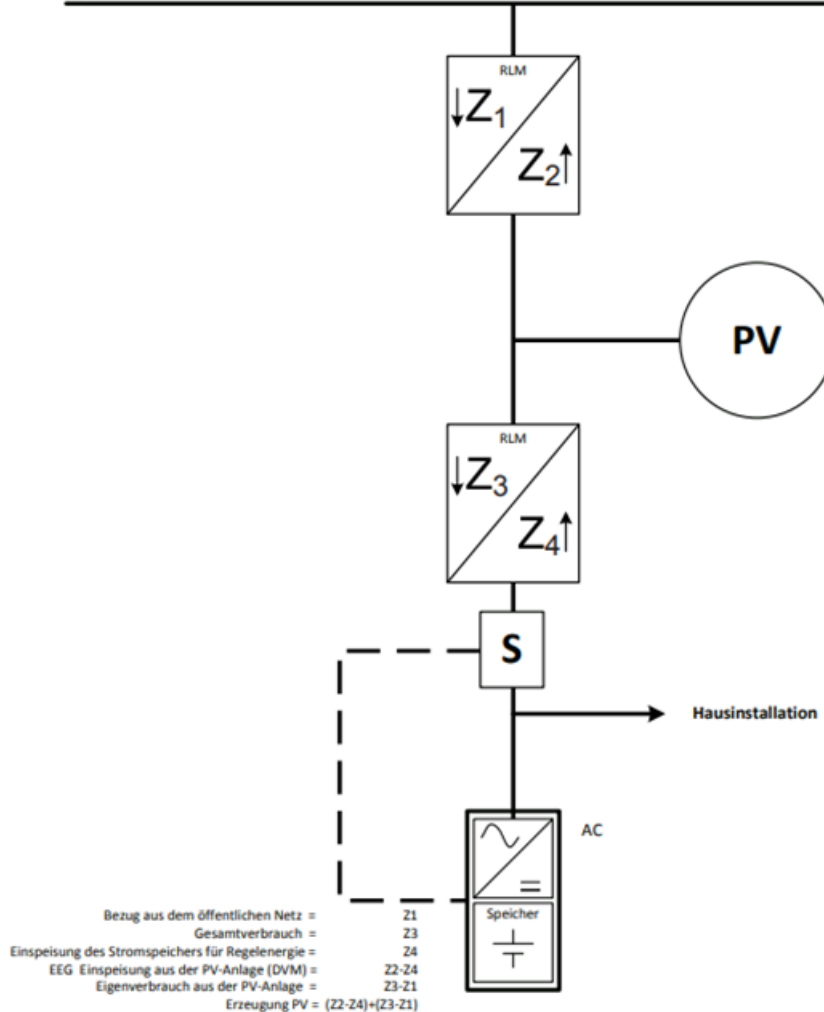 RLM
Z1
Z2
PV
RLM
Z3
Z4
S
Hausinstallation
AC
Speicher
Bezug aus dem öffentlichen Netz = Z1
Gesamtverbrauch = Z3
Einspeisung des Stromspeichers für Regelenergie = Z4
EEG Einspeisung aus der PV-Anlage (DVM) = Z2-Z4
Eigenverbrauch aus der PV-Anlage = Z3-Z1
Erzeugung PV = (Z2-Z4)+(Z3-Z1)